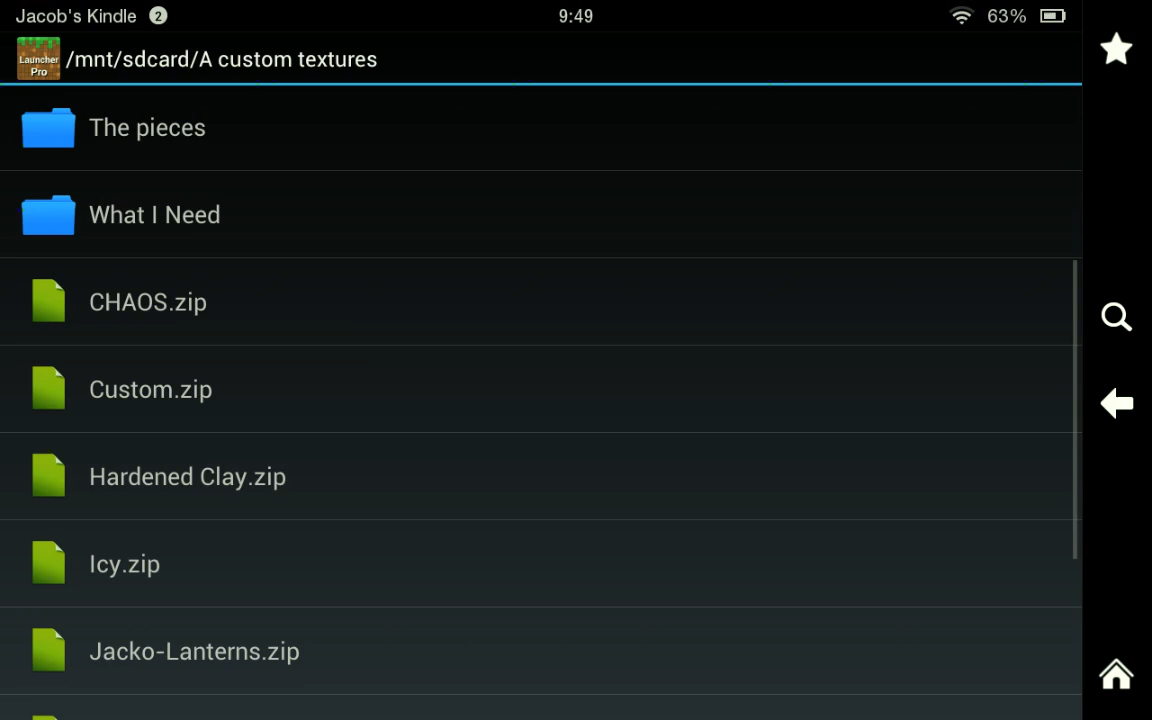 Jacob's Kindle 2 9:49 63%
Launcher
Pro
/mnt/sdcard/A custom textures
The pieces
What I Need
CHAOS.zip
Custom.zip
Hardened Clay.zip
Icy.zip
Jacko-Lanterns.zip